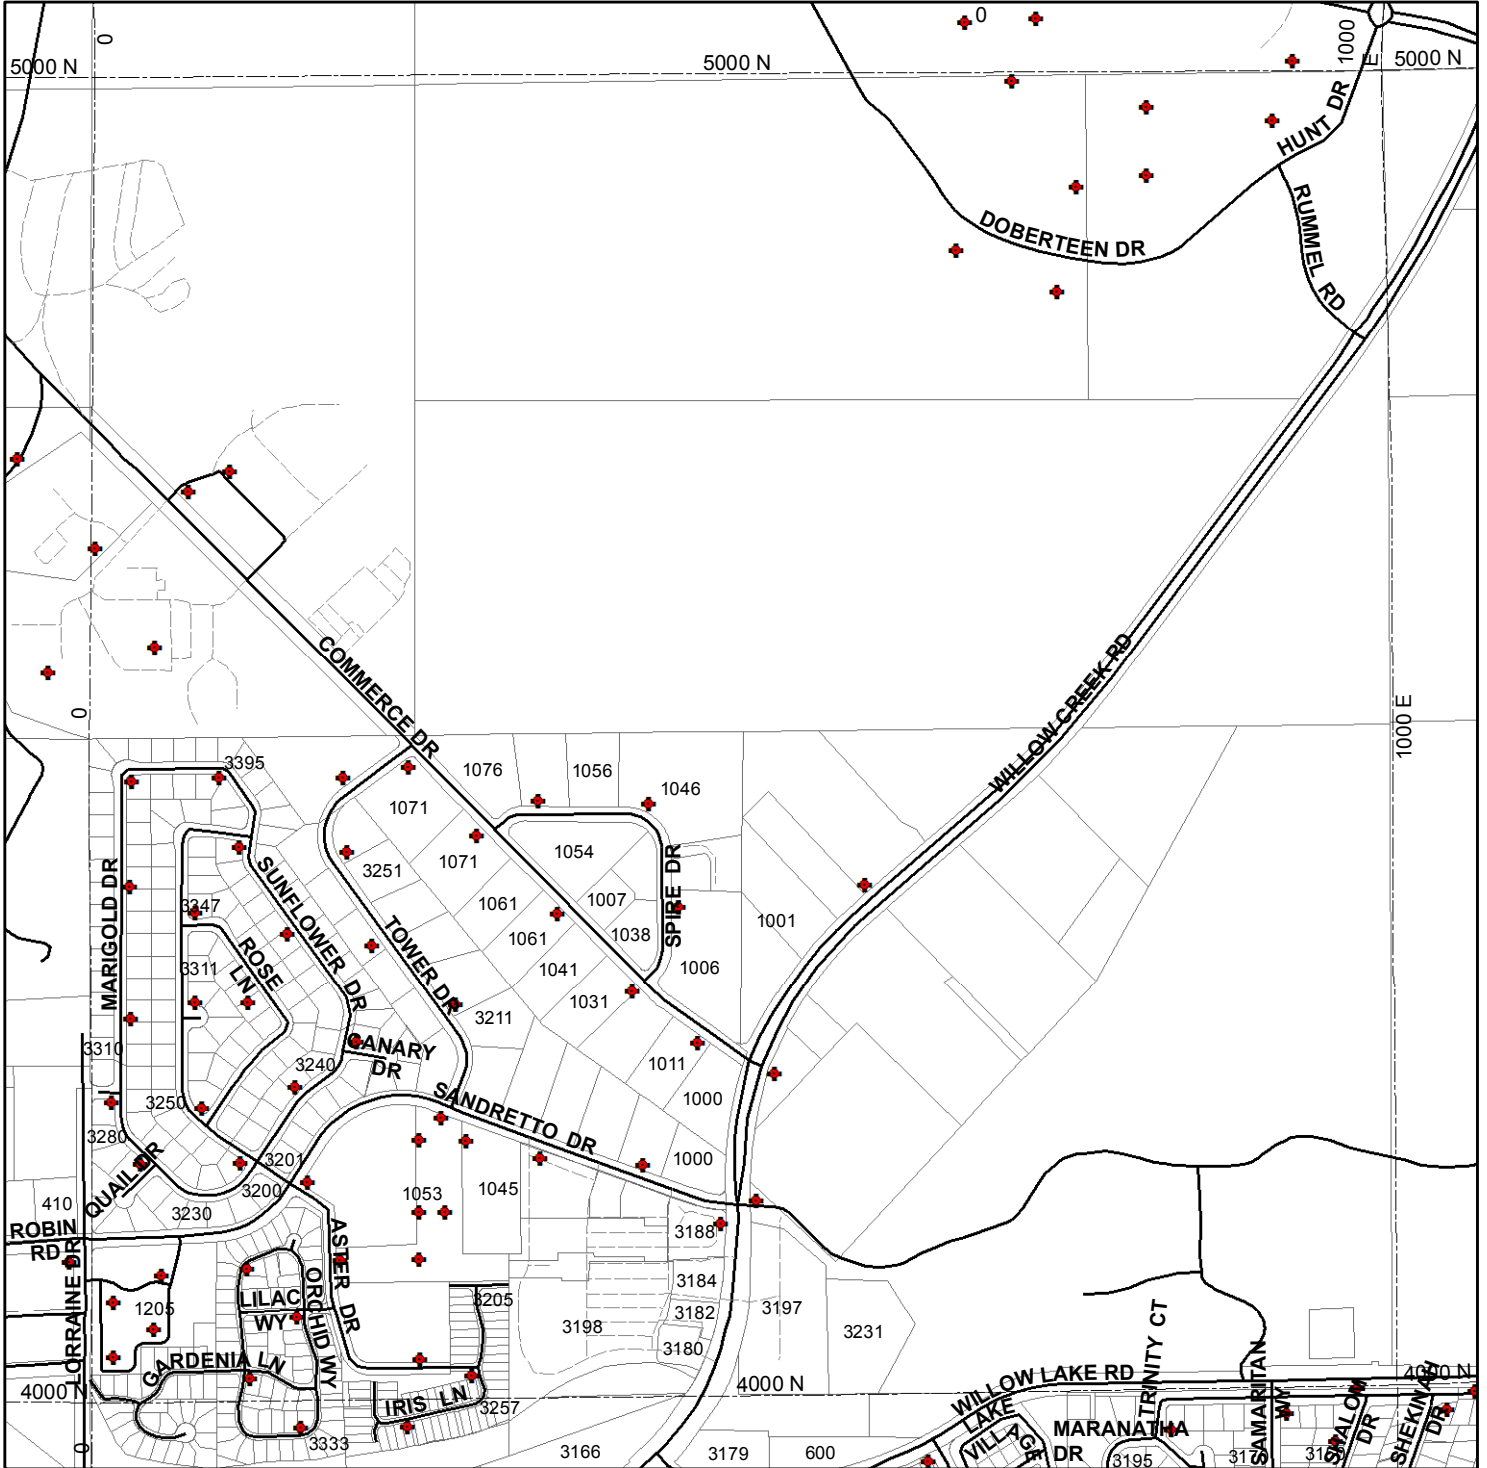 0
0
1000 E
5000 N
5000 N
5000 N
HUNT DR
DOBERTEEN DR
RUMMEL RD
COMMERCE DR
WILLOW CREEK RD
0
1000 E
3395
1076
1056
1046
1071
1071
1054
3251
1061
1007
SPIRE DR
1001
MARIGOLD DR
SUNFLOWER DR
3347
1061
1038
TOWER DR
ROSE LN
3311
1041
1006
1031
3211
3310
CANARY DR
3240
1011
1000
SANDRETTO DR
3250
3280
QUAIL DR
3201
1000
3200
1053
1045
410
3230
ROBIN RD
3188
LORRAINE DR
ASTER DR
ORCHID WY
LILAC WY
1205
3205
3184
3182
3197
3198
3231
3180
GARDENIA LN
TRINITY CT
4000 N
4000 N
4000 N
WILLOW LAKE RD
IRIS LN
3257
3333
LAKE VILLAGE
MARANATHA DR
SAMARITAN WY
SHALOM DR
SHEKINAH DR
0
3166
3179
600
3195